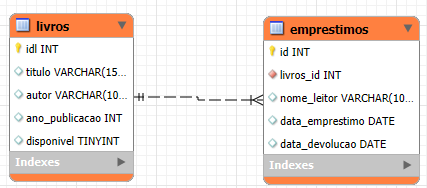 livros
idl INT
titulo VARCHAR(15...
autor VARCHAR(10...
ano_publicacao INT
disponivel TINYINT
Indexes
emprestimos
id INT
livros_id INT
nome_leitor VARCHAR(10...
data_emprestimo DATE
data_devolucao DATE
Indexes